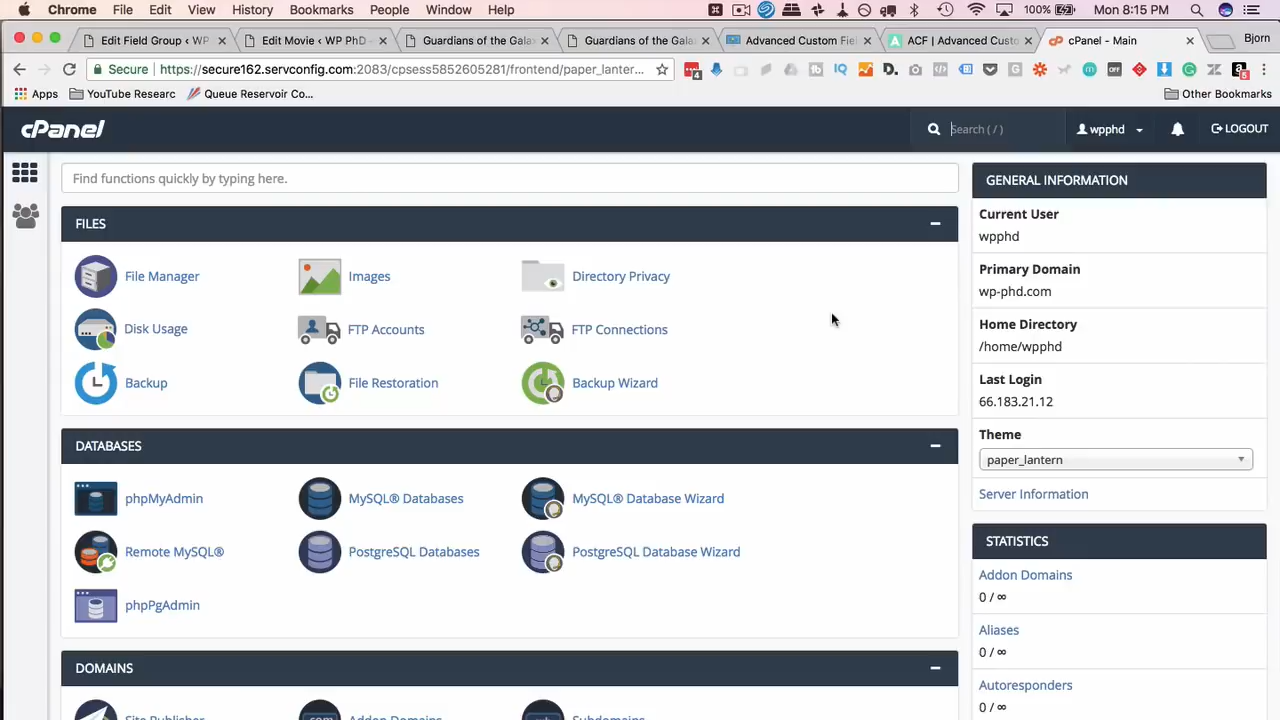 Chrome File Edit View History Bookmarks People Window Help 100% Mon 8:15 PM
Edit Field Group ‹ WP Edit Movie ‹ WP PhD - Guardians of the Gala Guardians of the Gala Advanced Custom Fiel ACF | Advanced Custo cPanel - Main Bjorn
Secure https://secure162.servconfig.com:2083/cpsess5852605281/frontend/paper_lanter...
Apps YouTube Researc Queue Reservoir Co... Other Bookmarks
cPanel Search ( / ) wpphd LOGOUT
Find functions quickly by typing here.
FILES
File Manager Images Directory Privacy
Disk Usage FTP Accounts FTP Connections
Backup File Restoration Backup Wizard
DATABASES
phpMyAdmin MySQL® Databases MySQL® Database Wizard
Remote MySQL® PostgreSQL Databases PostgreSQL Database Wizard
phpPgAdmin
DOMAINS
Site Publisher Addon Domains Subdomains
GENERAL INFORMATION
Current User
wpphd
Primary Domain
wp-phd.com
Home Directory
/home/wpphd
Last Login
66.183.21.12
Theme
paper_lantern
Server Information
STATISTICS
Addon Domains
0 / ∞
Aliases
0 / ∞
Autoresponders
0 / ∞